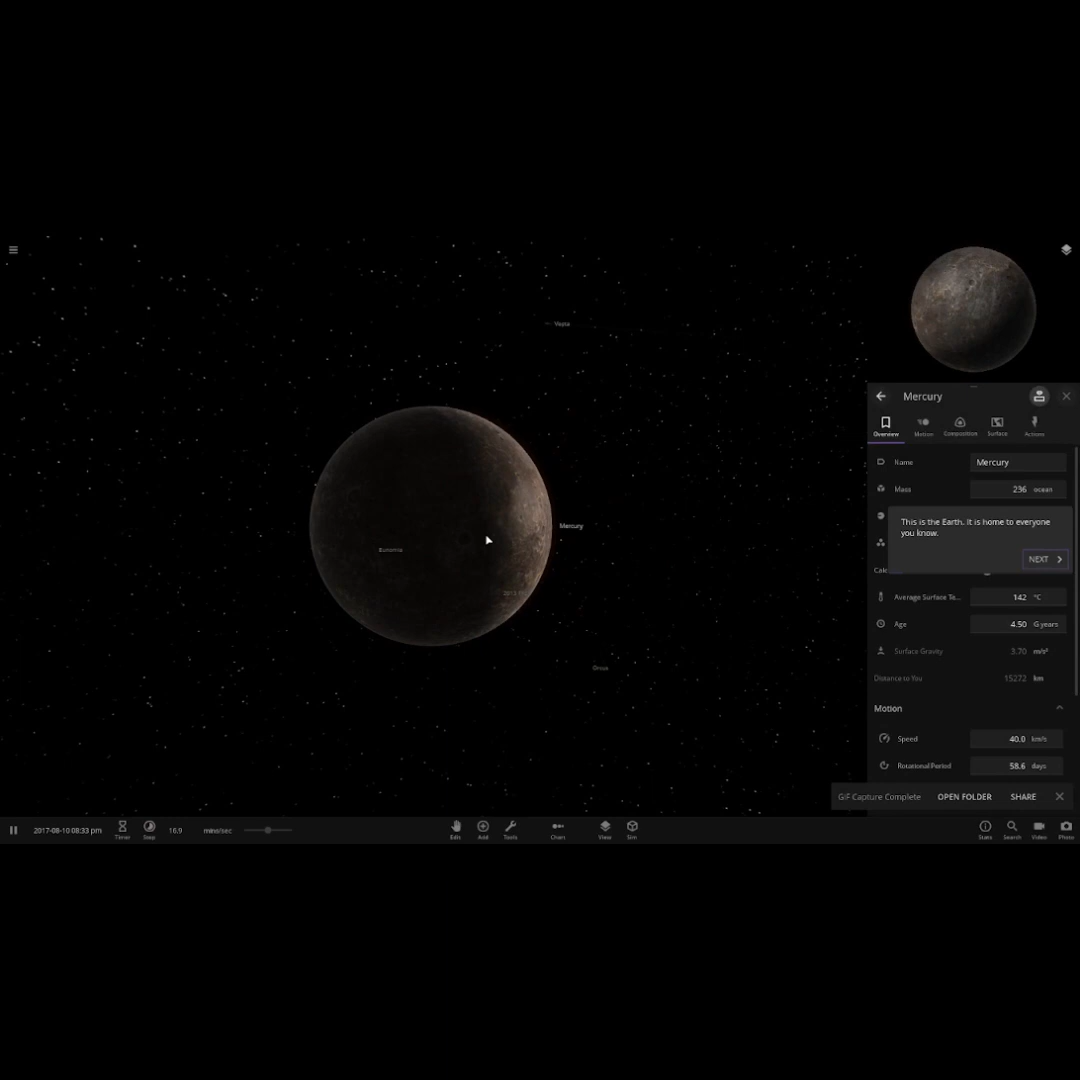 Vesta
Mercury
Eunomia
Orcus
Mercury
Overview
Motion
Composition
Surface
Actions
Name Mercury
Mass 236 ocean
This is the Earth. It is home to everyone
you know.
NEXT
Average Surface Te... 142 °C
Age 4.50 G years
Surface Gravity 3.70 m/s²
Distance to You 15272 km
Motion
Speed 40.0 km/s
Rotational Period 58.6 days
GIF Capture Complete OPEN FOLDER SHARE
2017-08-10 08:33 pm
Timer
Step
16.9 mins/sec
Edit
Add
Tools
Chart
View
Sim
Stats
Search
Video
Photo